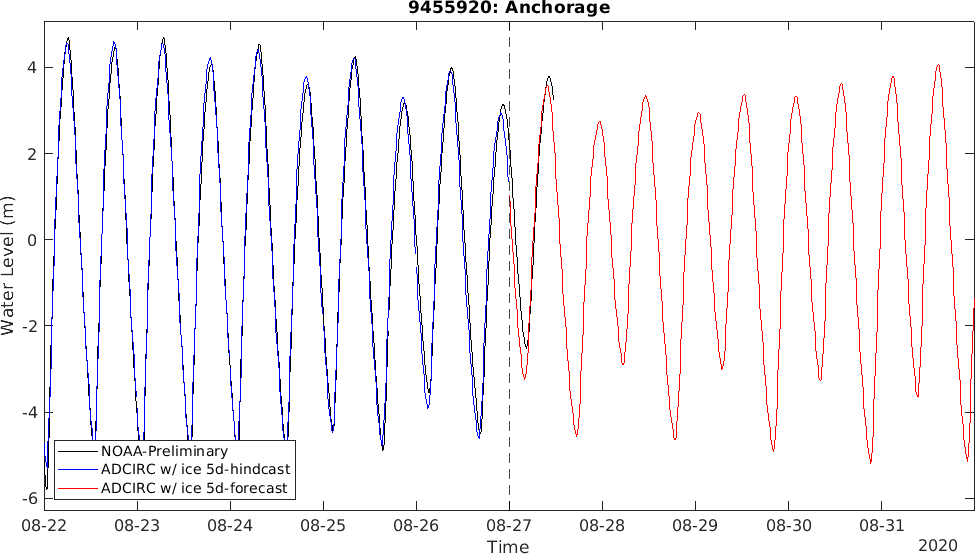 9455920: Anchorage
4
2
0
-2
-4
-6
Water Level (m)
NOAA-Preliminary
ADCIRC w/ ice 5d-hindcast
ADCIRC w/ ice 5d-forecast
08-22 08-23 08-24 08-25 08-26 08-27 08-28 08-29 08-30 08-31
Time
2020